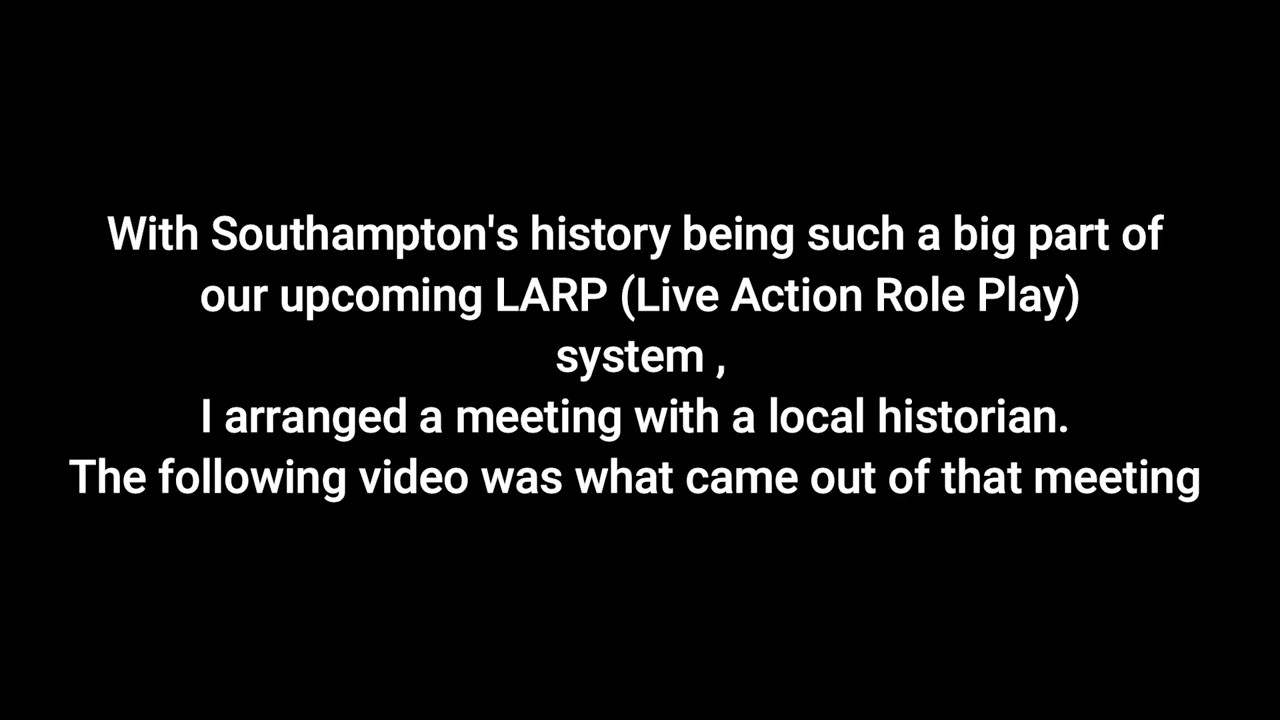 With Southampton's history being such a big part of
our upcoming LARP (Live Action Role Play)
system ,
I arranged a meeting with a local historian.
The following video was what came out of that meeting